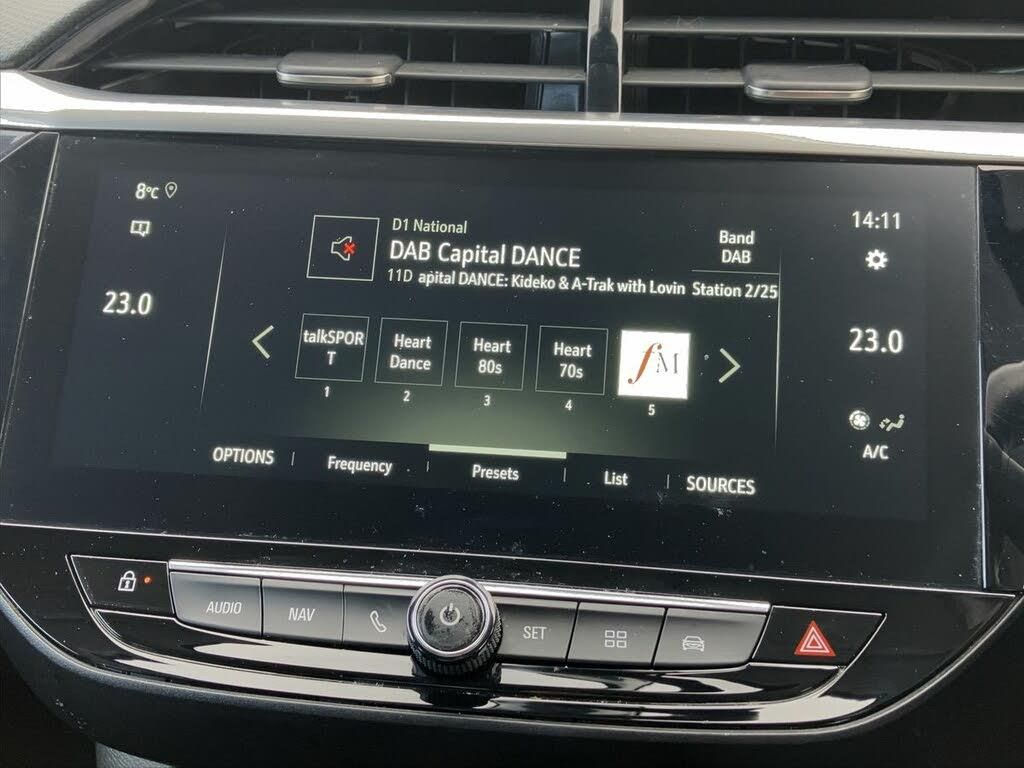 8°C
14:11
D1 National
DAB Capital DANCE
11D apital DANCE: Kideko & A-Trak with Lovin
Band
DAB
Station 2/25
23.0
23.0
talkSPOR
T
1
Heart
Dance
2
Heart
80s
3
Heart
70s
4
fM
5
A/C
OPTIONS
Frequency
Presets
List
SOURCES
AUDIO
NAV
SET